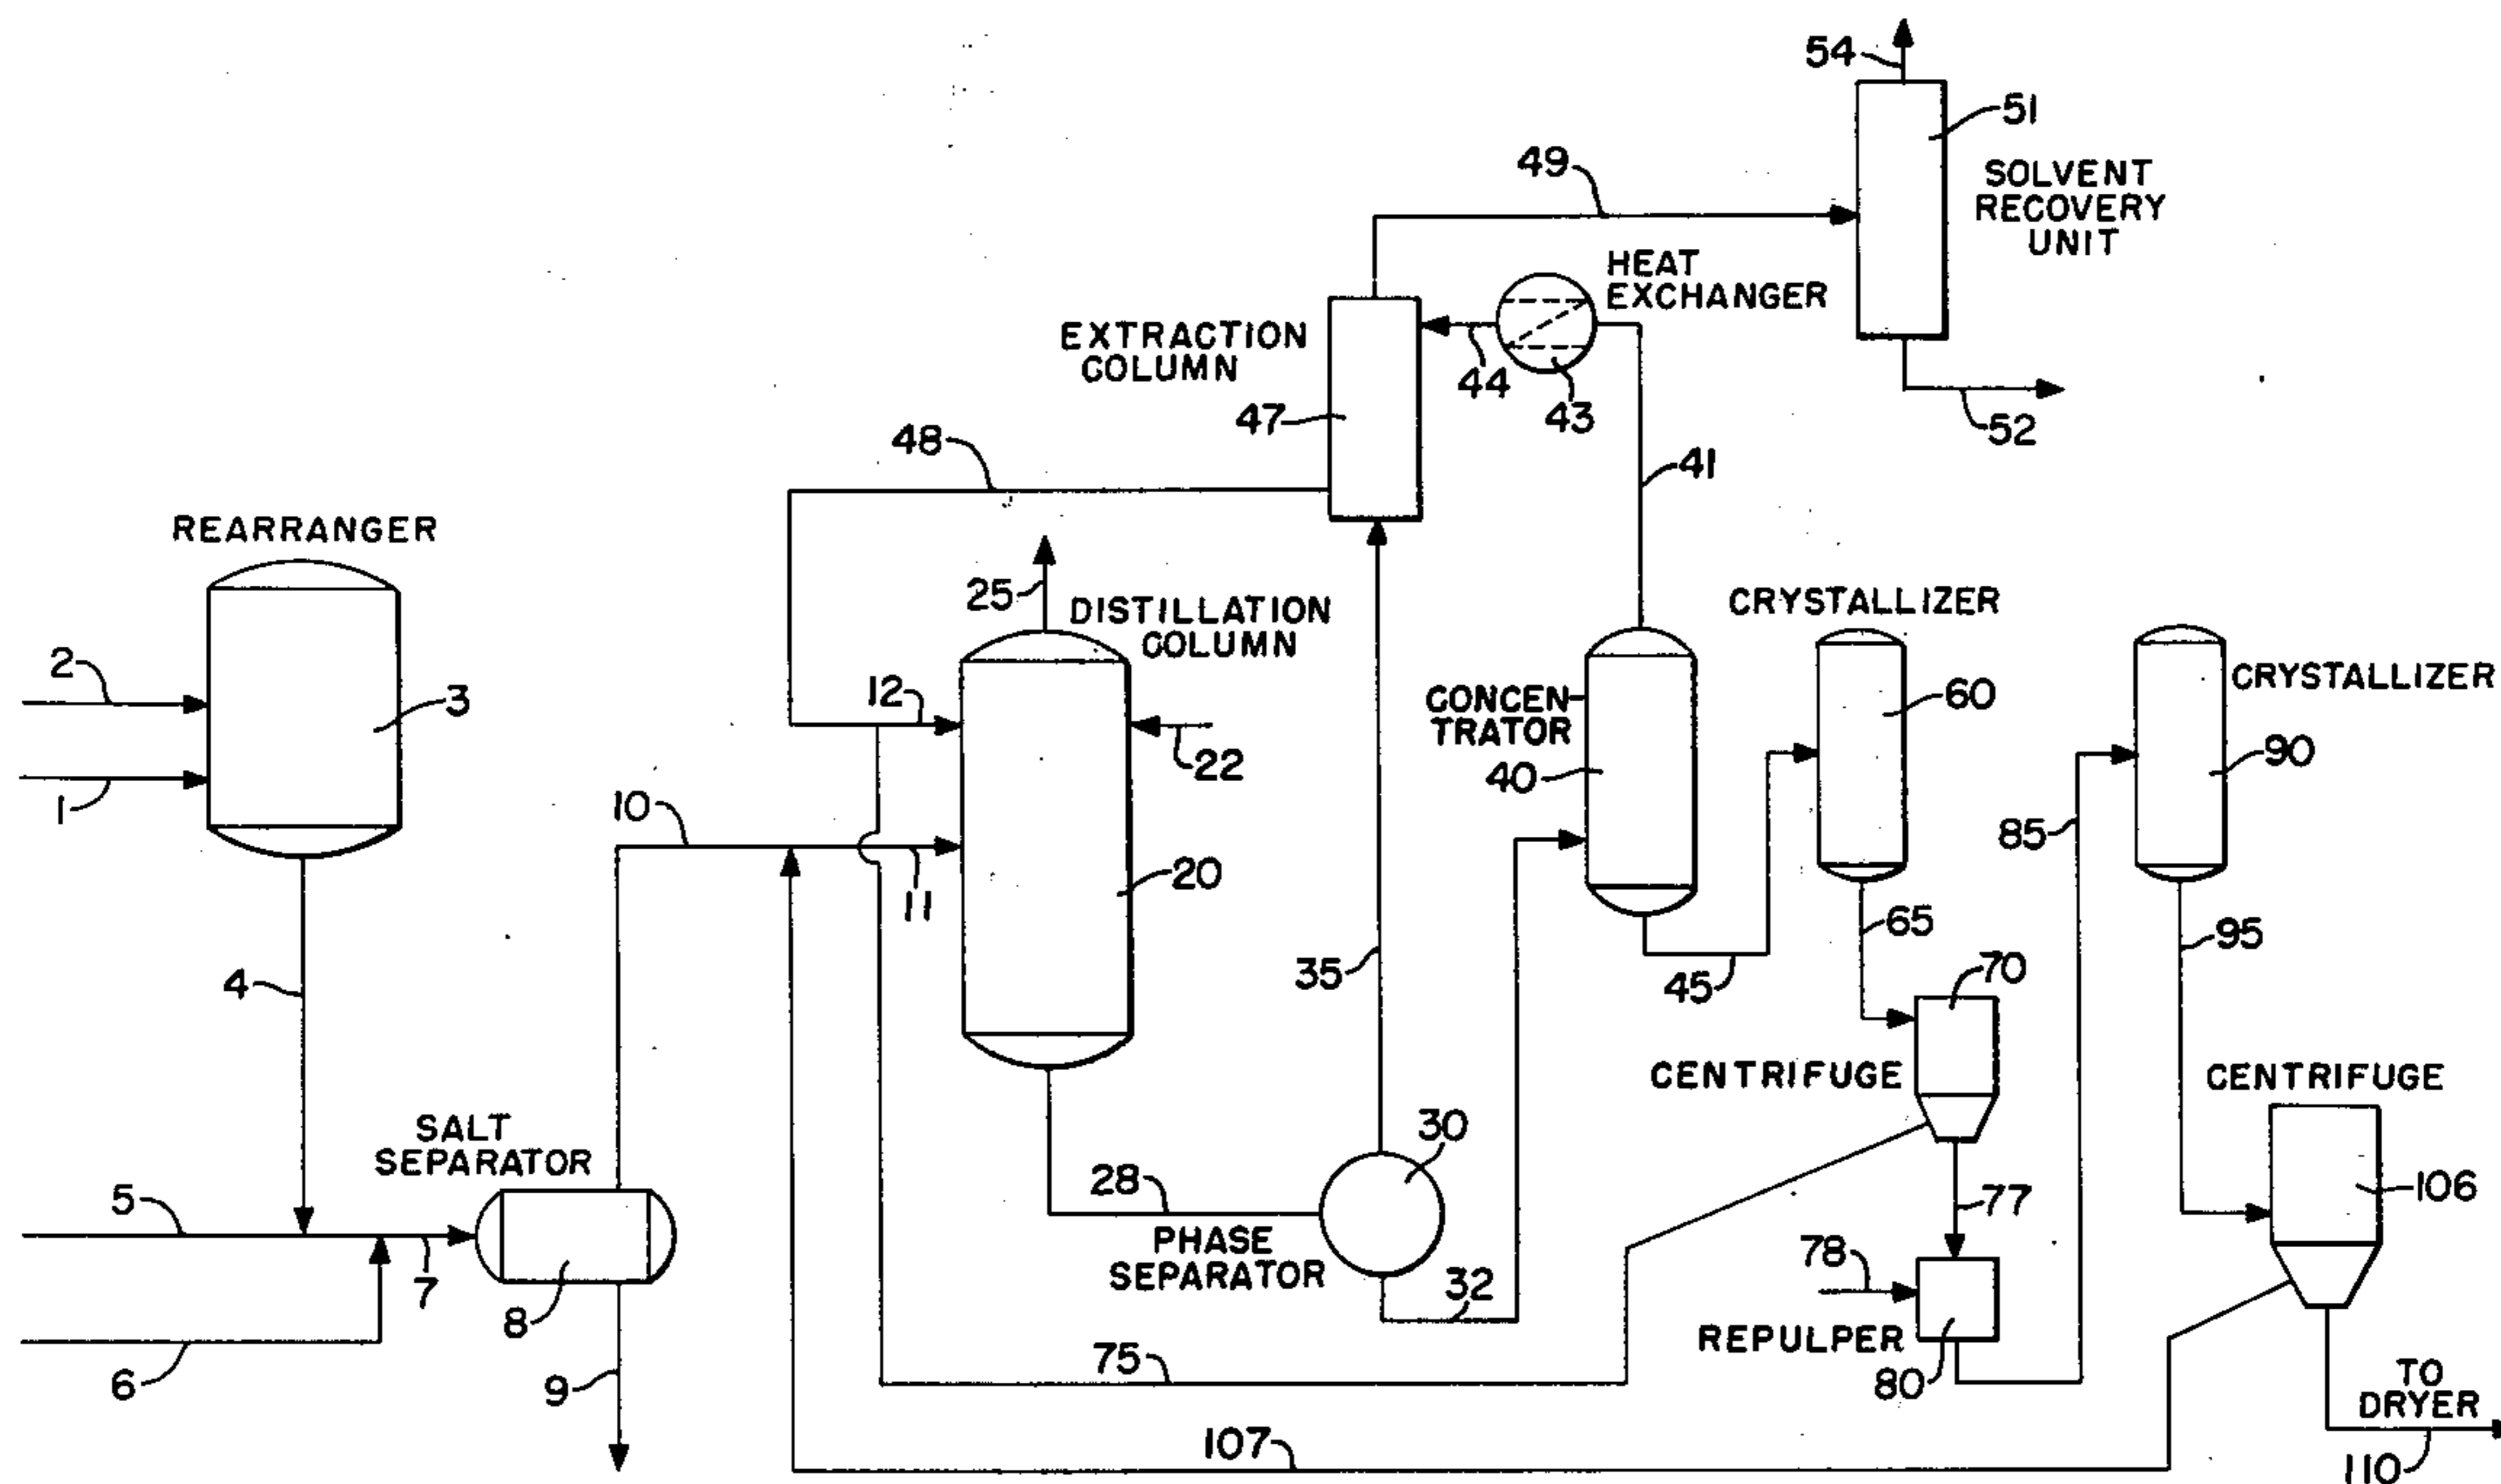 54
51
SOLVENT
RECOVERY
UNIT
49
HEAT
EXCHANGER
EXTRACTION
COLUMN
44
43
52
47
48
41
REARRANGER
25
DISTILLATION
COLUMN
CRYSTALLIZER
2
3
12
22
CONCEN-
TRATOR
40
60
CRYSTALLIZER
90
1
10
11
20
85
65
95
4
35
45
70
CENTRIFUGE
CENTRIFUGE
SALT
SEPARATOR
30
28
5
7
8
PHASE
SEPARATOR
32
77
106
78
REPULPER
80
6
9
75
TO
DRYER
107
110